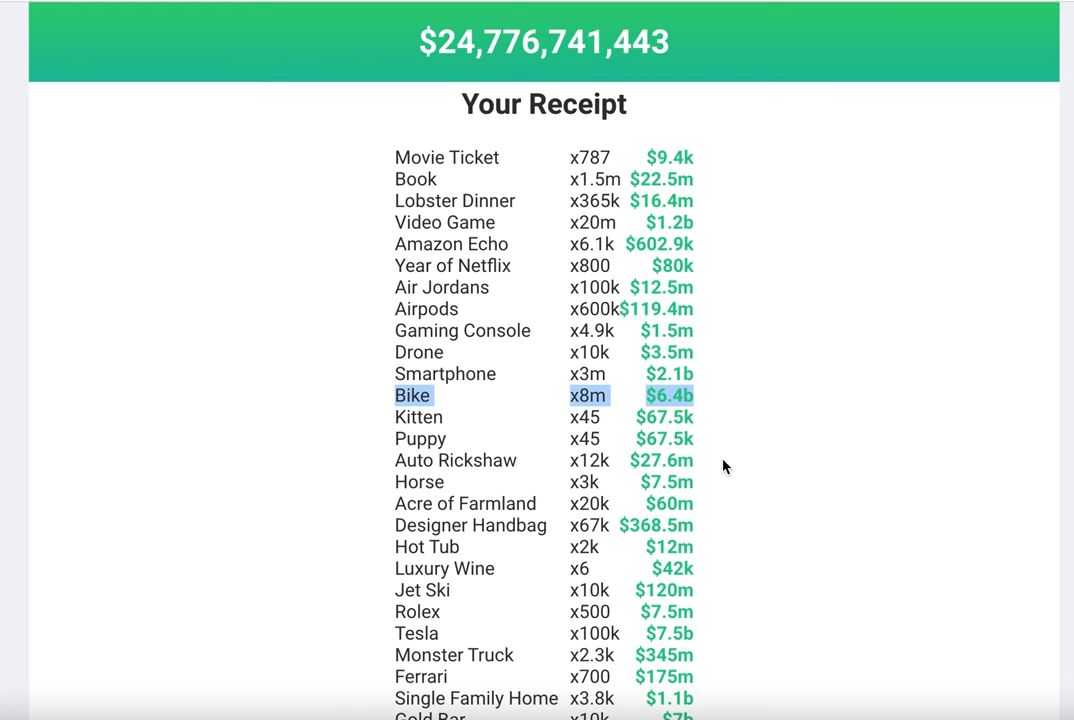 $24,776,741,443
Your Receipt
Movie Ticket x787 $9.4k
Book x1.5m $22.5m
Lobster Dinner x365k $16.4m
Video Game x20m $1.2b
Amazon Echo x6.1k $602.9k
Year of Netflix x800 $80k
Air Jordans x100k $12.5m
Airpods x600k $119.4m
Gaming Console x4.9k $1.5m
Drone x10k $3.5m
Smartphone x3m $2.1b
Bike x8m $6.4b
Kitten x45 $67.5k
Puppy x45 $67.5k
Auto Rickshaw x12k $27.6m
Horse x3k $7.5m
Acre of Farmland x20k $60m
Designer Handbag x67k $368.5m
Hot Tub x2k $12m
Luxury Wine x6 $42k
Jet Ski x10k $120m
Rolex x500 $7.5m
Tesla x100k $7.5b
Monster Truck x2.3k $345m
Ferrari x700 $175m
Single Family Home x3.8k $1.1b
Gold Bar x10k $7b